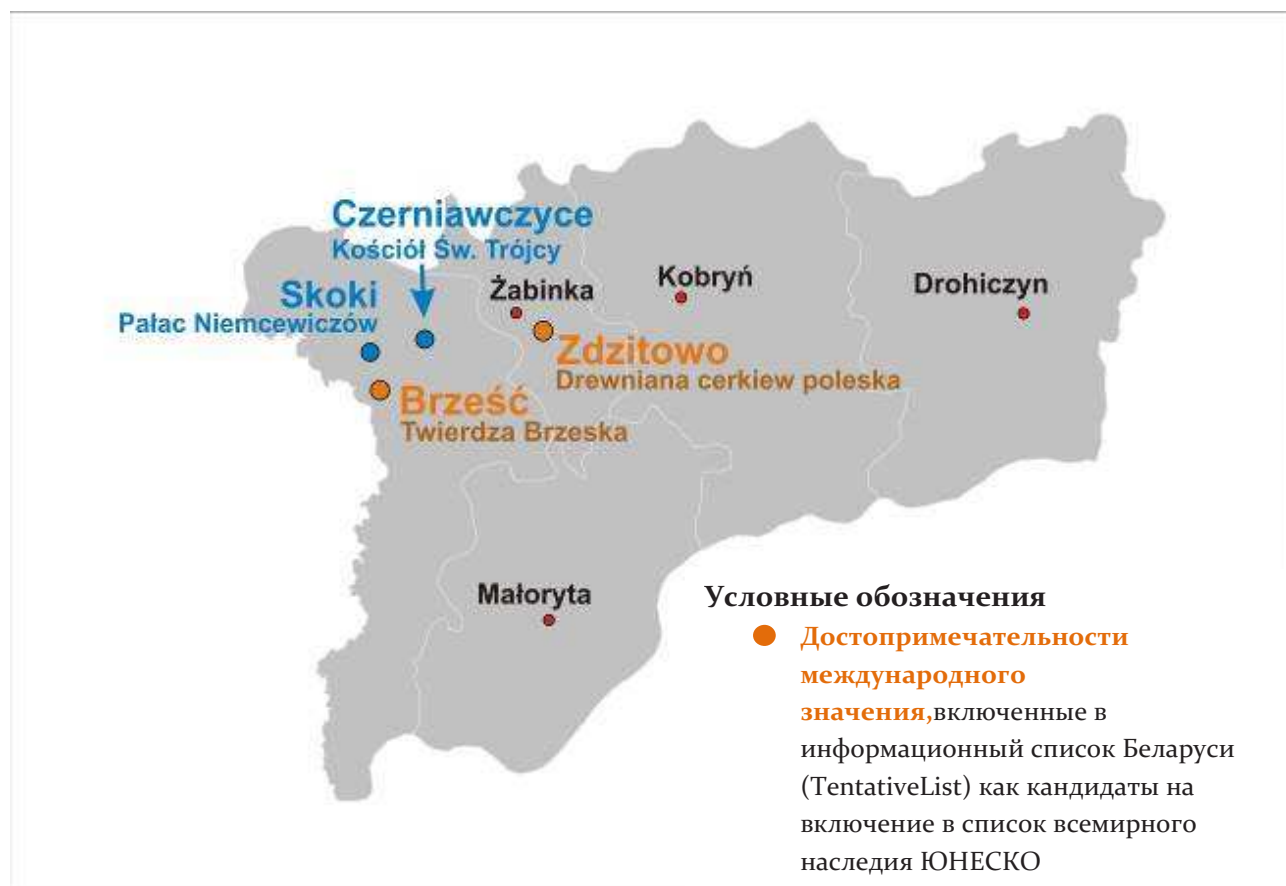 Czerniawczyce
Kościół Św. Trójcy
Skoki
Pałac Niemcewiczów
Żabinka
Kobryń
Drohiczyn
Zdzitowo
Drewniana cerkiew poleska
Brześć
Twierdza Brzeska
Małoryta
Условные обозначения
Достопримечательности
международного
значения,включенные в
информационный список Беларуси
(TentativeList) как кандидаты на
включение в список всемирного
наследия ЮНЕСКО